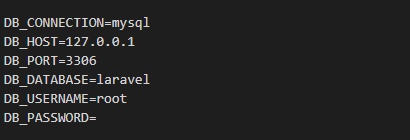 DB_CONNECTION=mysql
DB_HOST=127.0.0.1
DB_PORT=3306
DB_DATABASE=laravel
DB_USERNAME=root
DB_PASSWORD=